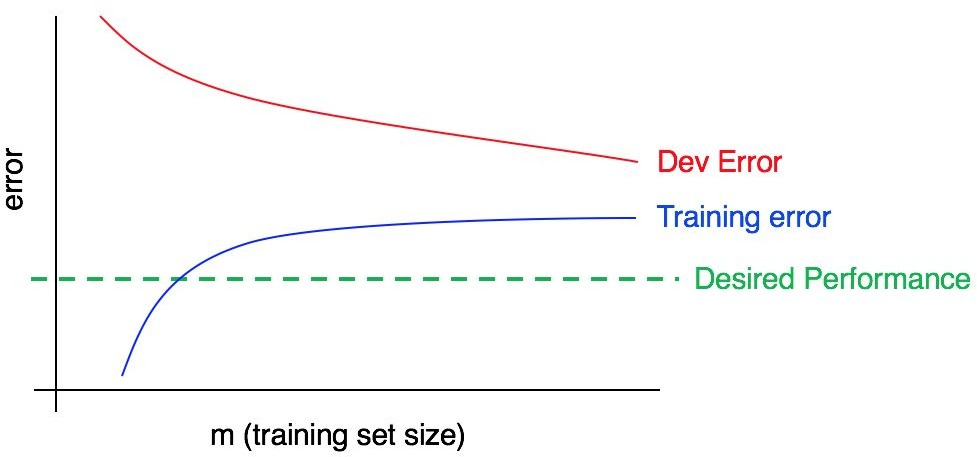 error
Dev Error
Training error
Desired Performance
m (training set size)